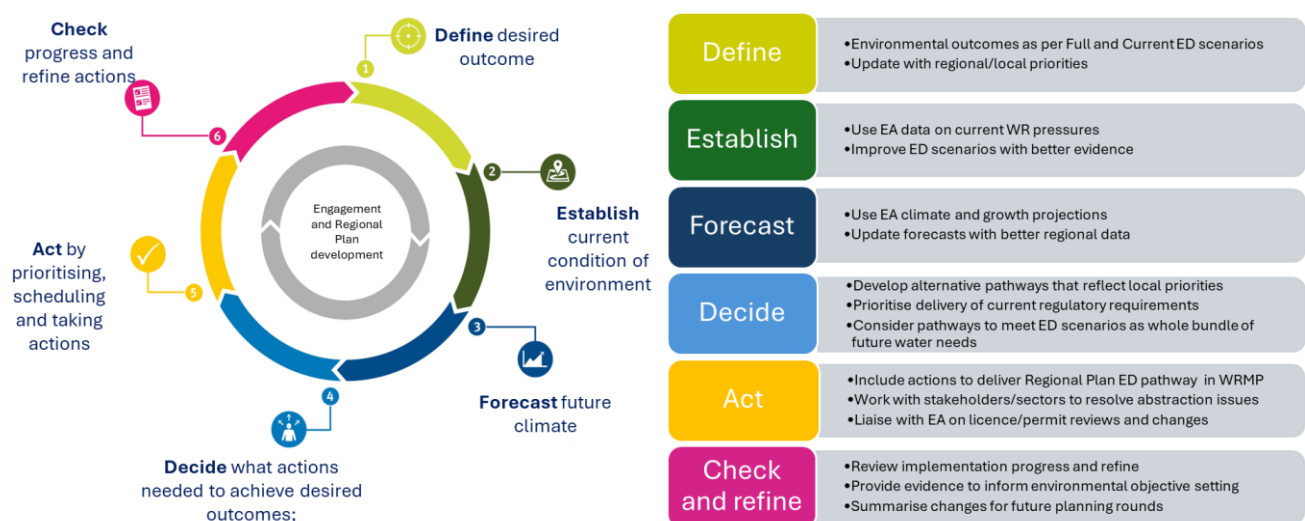 Check
progress and
refine actions
1
Define desired
outcome
6
2
Engagement
and Regional
Plan
development
Establish
current
condition of
environment
Act by
prioritising,
scheduling
and taking
actions
5
3
4
Forecast future
climate
Decide what actions
needed to achieve desired
outcomes;
Define
•Environmental outcomes as per Full and Current ED scenarios
•Update with regional/local priorities
Establish
•Use EA data on current WR pressures
•Improve ED scenarios with better evidence
Forecast
•Use EA climate and growth projections
•Update forecasts with better regional data
Decide
•Develop alternative pathways that reflect local priorities
•Prioritise delivery of current regulatory requirements
•Consider pathways to meet ED scenarios as whole bundle of
future water needs
Act
•Include actions to deliver Regional Plan ED pathway in WRMP
•Work with stakeholders/sectors to resolve abstraction issues
•Liaise with EA on licence/permit reviews and changes
Check
and refine
•Review implementation progress and refine
•Provide evidence to inform environmental objective setting
•Summarise changes for future planning rounds